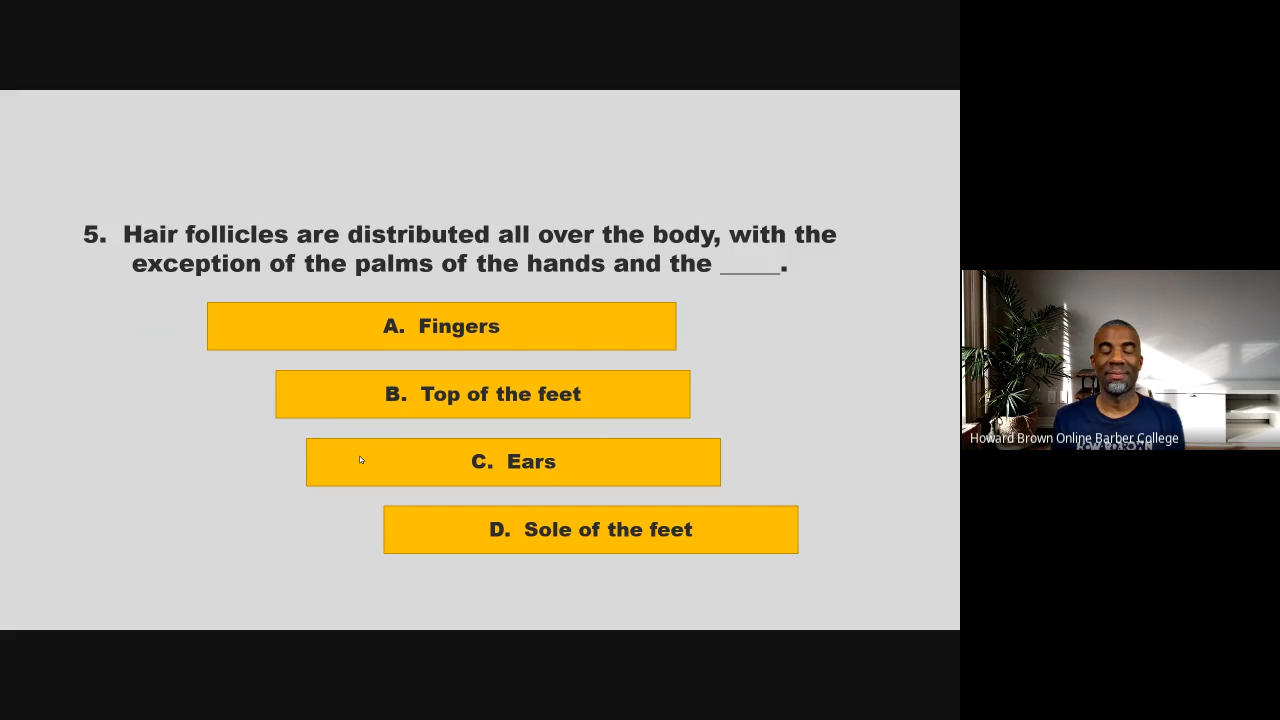 5. Hair follicles are distributed all over the body, with the
exception of the palms of the hands and the _____.
A. Fingers
B. Top of the feet
C. Ears
D. Sole of the feet
Howard Brown Online Barber College